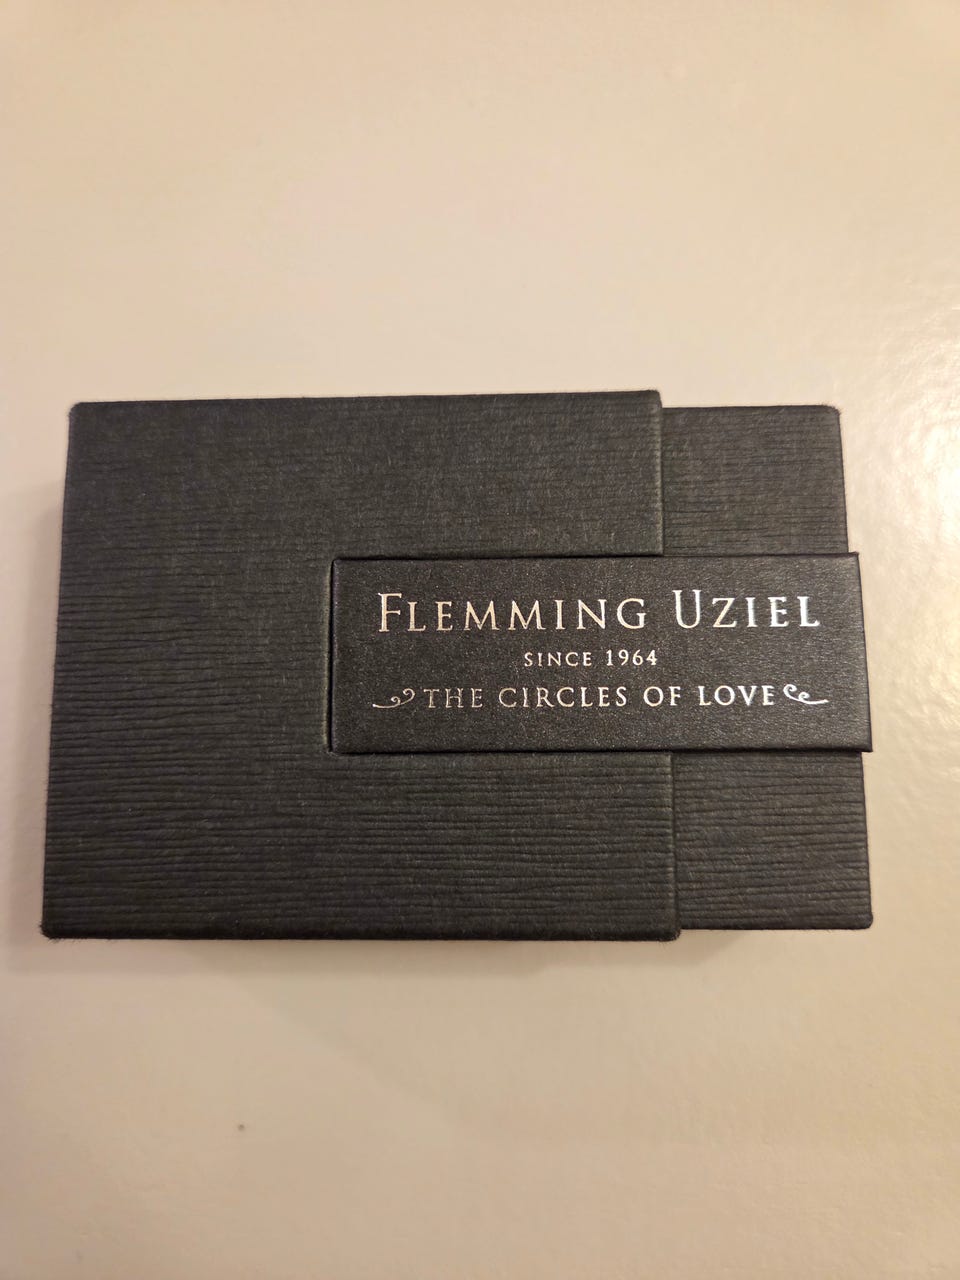 FLEMMING UZIEL
SINCE 1964
THE CIRCLES OF LOVE